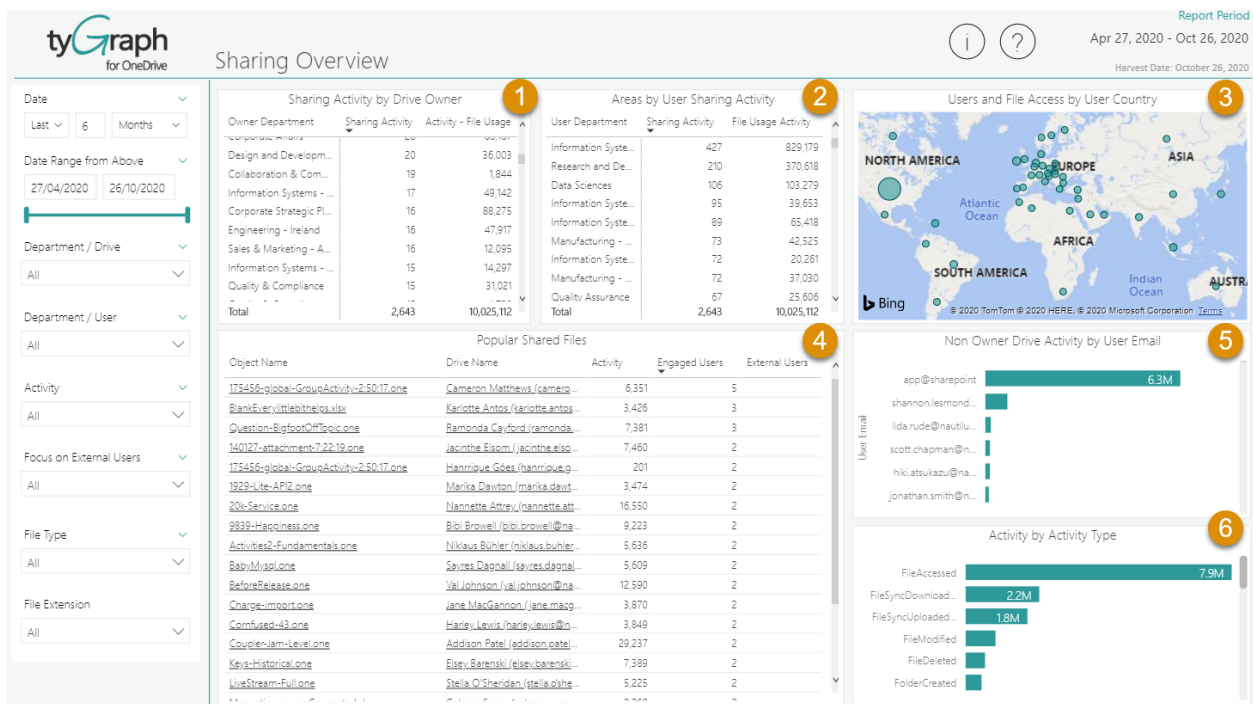 tyGraph
for OneDrive
Sharing Overview
i
?
Report Period
Apr 27, 2020 - Oct 26, 2020
Harvest Date: October 26, 2020
Date
Last 6 Months
Date Range from Above
27/04/2020 26/10/2020
Department / Drive
All
Department / User
All
Activity
All
Focus on External Users
All
File Type
All
File Extension
All
Sharing Activity by Drive Owner
1
Owner Department Sharing Activity Activity - File Usage
Design and Developm... 20 36,003
Collaboration & Com... 19 1,844
Information Systems - ... 17 49,142
Corporate Strategic Pl... 16 88,275
Engineering - Ireland 16 47,917
Sales & Marketing - A... 16 12,095
Information Systems - ... 15 14,297
Quality & Compliance 15 31,021
Total 2,643 10,025,112
Areas by User Sharing Activity
2
User Department Sharing Activity File Usage Activity
Information Syste... 427 829,179
Research and De... 210 370,618
Data Sciences 106 103,279
Information Syste... 95 39,653
Information Syste... 89 65,418
Manufacturing - ... 73 42,525
Information Syste... 72 20,261
Manufacturing - ... 72 37,030
Quality Assurance 67 25,606
Total 2,643 10,025,112
Users and File Access by User Country
3
NORTH AMERICA
EUROPE
ASIA
Atlantic
Ocean
AFRICA
SOUTH AMERICA
Indian
Ocean
AUSTR
Bing
© 2020 TomTom © 2020 HERE, © 2020 Microsoft Corporation Terms
Popular Shared Files
4
Object Name Drive Name Activity Engaged Users External Users
175456-global-GroupActivity-2:50:17.one Cameron Matthews (camero... 6,351 5
BlankEverylittlebithelps.xlsx Karlotte Antos (karlotte.antos... 3,426 3
Question-BigfootOffTopic.one Ramonda Cayford (ramonda.... 7,381 3
140127-attachment-7:22:19.one Jacinthe Elsom (jacinthe.elso... 7,460 2
175456-global-GroupActivity-2:50:17.one Hanrrique Góes (hanrrique.g... 201 2
1929-Lite-API2.one Marika Dawton (marika.dawt... 3,474 2
20k-Service.one Nannette Attrey (nannette.att... 16,550 2
9839-Happiness.one Bibi Browell (bibi.browell@na... 9,223 2
Activities2-Fundamentals.one Niklaus Bühler (niklaus.buhler... 5,636 2
BabyMysql.one Sayres Dagnall (sayres.dagnal... 5,609 2
BeforeRelease.one Val Johnson (val.johnson@na... 12,590 2
Charge-import.one Jane MacGannon (jane.macg... 3,870 2
Cornfused-43.one Harley Lewis (harley.lewis@n... 3,849 2
Coupler-Jam-Level.one Addison Patel (addison.patel... 29,237 2
Keys-Historical.one Elsey Barenski (elsey.barenski... 7,389 2
LiveStream-Full.one Stella O'Sheridan (stella.o'she... 5,225 2
Non Owner Drive Activity by User Email
5
User Email
app@sharepoint 6.3M
shannon.lesmond...
lida.rude@nautilu...
scott.chapman@n...
hiki.atsukazu@na...
jonathan.smith@n...
Activity by Activity Type
6
FileAccessed 7.9M
FileSyncDownload... 2.2M
FileSyncUploaded... 1.8M
FileModified
FileDeleted
FolderCreated